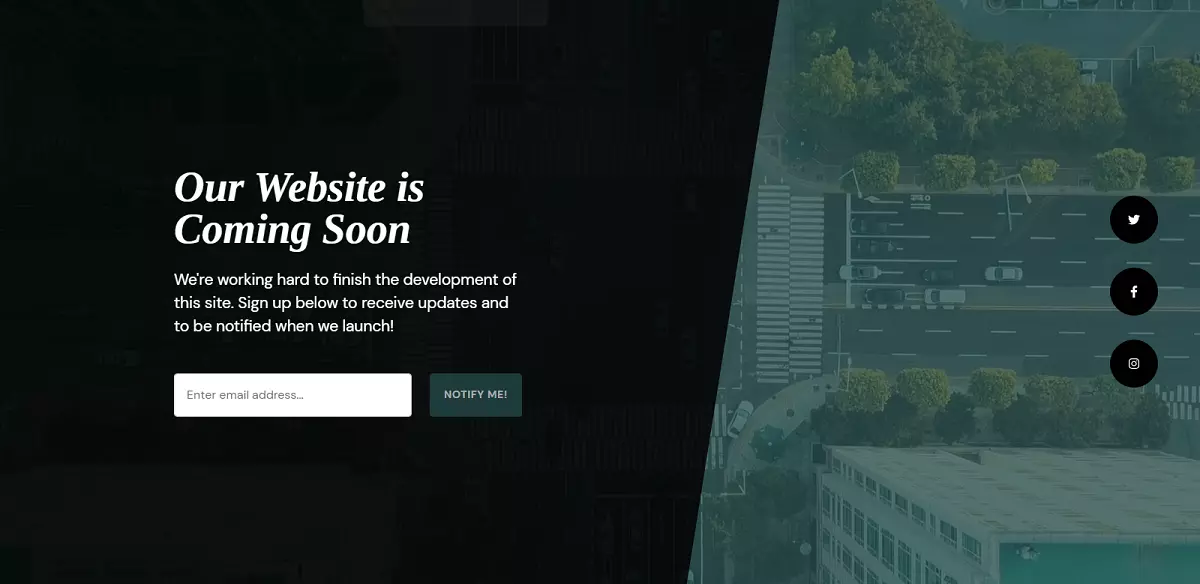 Our Website is
Coming Soon
We're working hard to finish the development of
this site. Sign up below to receive updates and
to be notified when we launch!
Enter email address...
NOTIFY ME!